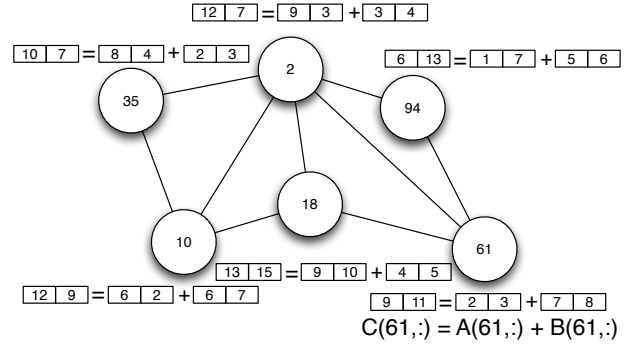 12 7 = 9 3 + 3 4
10 7 = 8 4 + 2 3
6 13 = 1 7 + 5 6
2
35
94
18
10
61
13 15 = 9 10 + 4 5
12 9 = 6 2 + 6 7
9 11 = 2 3 + 7 8
C(61,:) = A(61,:) + B(61,:)